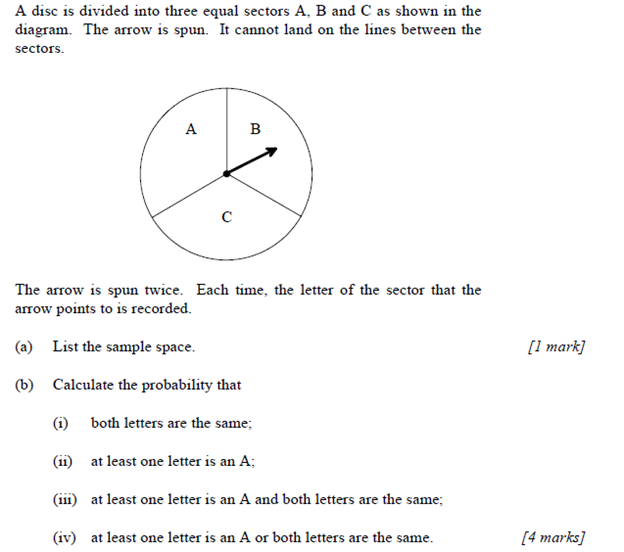 A disc is divided into three equal sectors A, B and C as shown in the
diagram. The arrow is spun. It cannot land on the lines between the
sectors.
A B
C
The arrow is spun twice. Each time, the letter of the sector that the
arrow points to is recorded.
(a) List the sample space. [1 mark]
(b) Calculate the probability that
(i) both letters are the same;
(ii) at least one letter is an A;
(iii) at least one letter is an A and both letters are the same;
(iv) at least one letter is an A or both letters are the same. [4 marks]